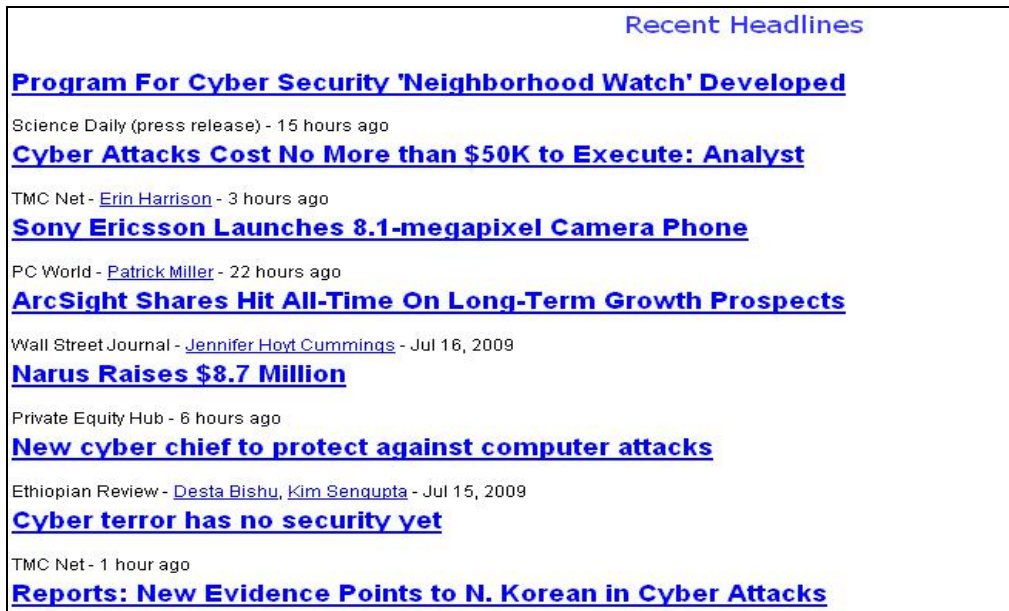 Recent Headlines
Program For Cyber Security 'Neighborhood Watch' Developed
Science Daily (press release) - 15 hours ago
Cyber Attacks Cost No More than $50K to Execute: Analyst
TMC Net - Erin Harrison - 3 hours ago
Sony Ericsson Launches 8.1-megapixel Camera Phone
PC World - Patrick Miller - 22 hours ago
ArcSight Shares Hit All-Time On Long-Term Growth Prospects
Wall Street Journal - Jennifer Hoyt Cummings - Jul 16, 2009
Narus Raises $8.7 Million
Private Equity Hub - 6 hours ago
New cyber chief to protect against computer attacks
Ethiopian Review - Desta Bishu, Kim Sengupta - Jul 15, 2009
Cyber terror has no security yet
TMC Net - 1 hour ago
Reports: New Evidence Points to N. Korean in Cyber Attacks